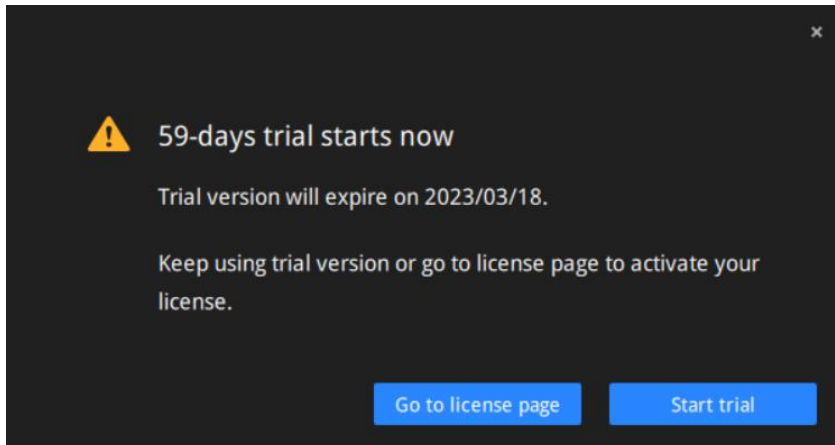 59-days trial starts now
Trial version will expire on 2023/03/18.
Keep using trial version or go to license page to activate your
license.
Go to license page
Start trial